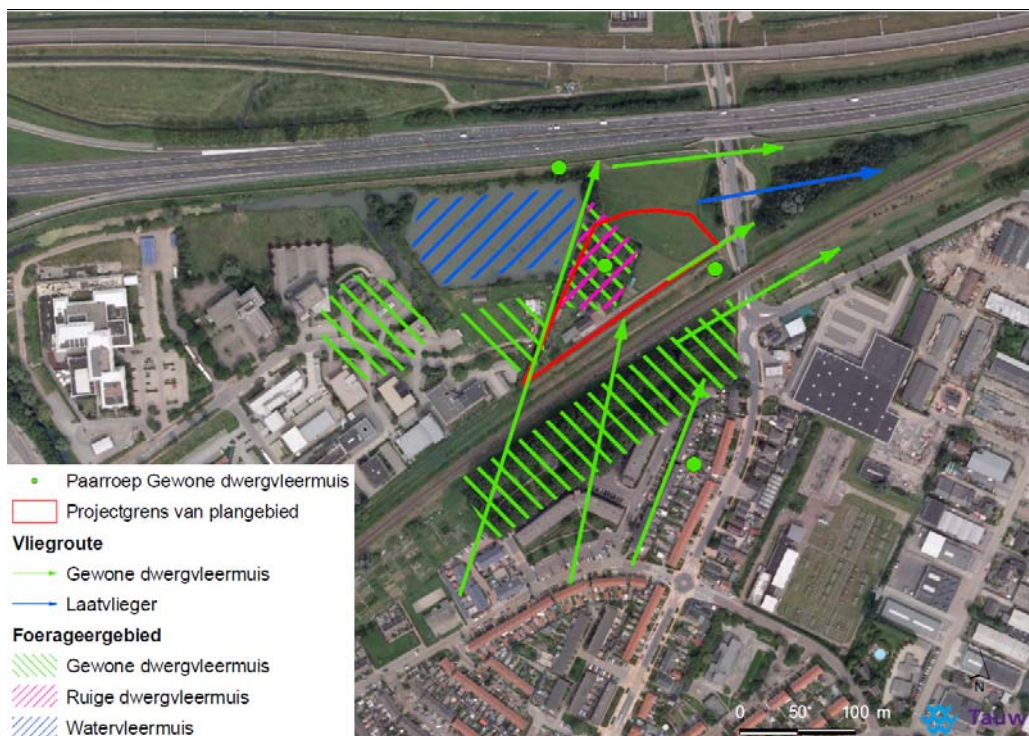 Paarroep Gewone dwergvleermuis
Projectgrens van plangebied
Vliegroute
Gewone dwergvleermuis
Laatvlieger
Foerageergebied
Gewone dwergvleermuis
Ruige dwergvleermuis
Watervleermuis
N
0 50 100 m
Tauw